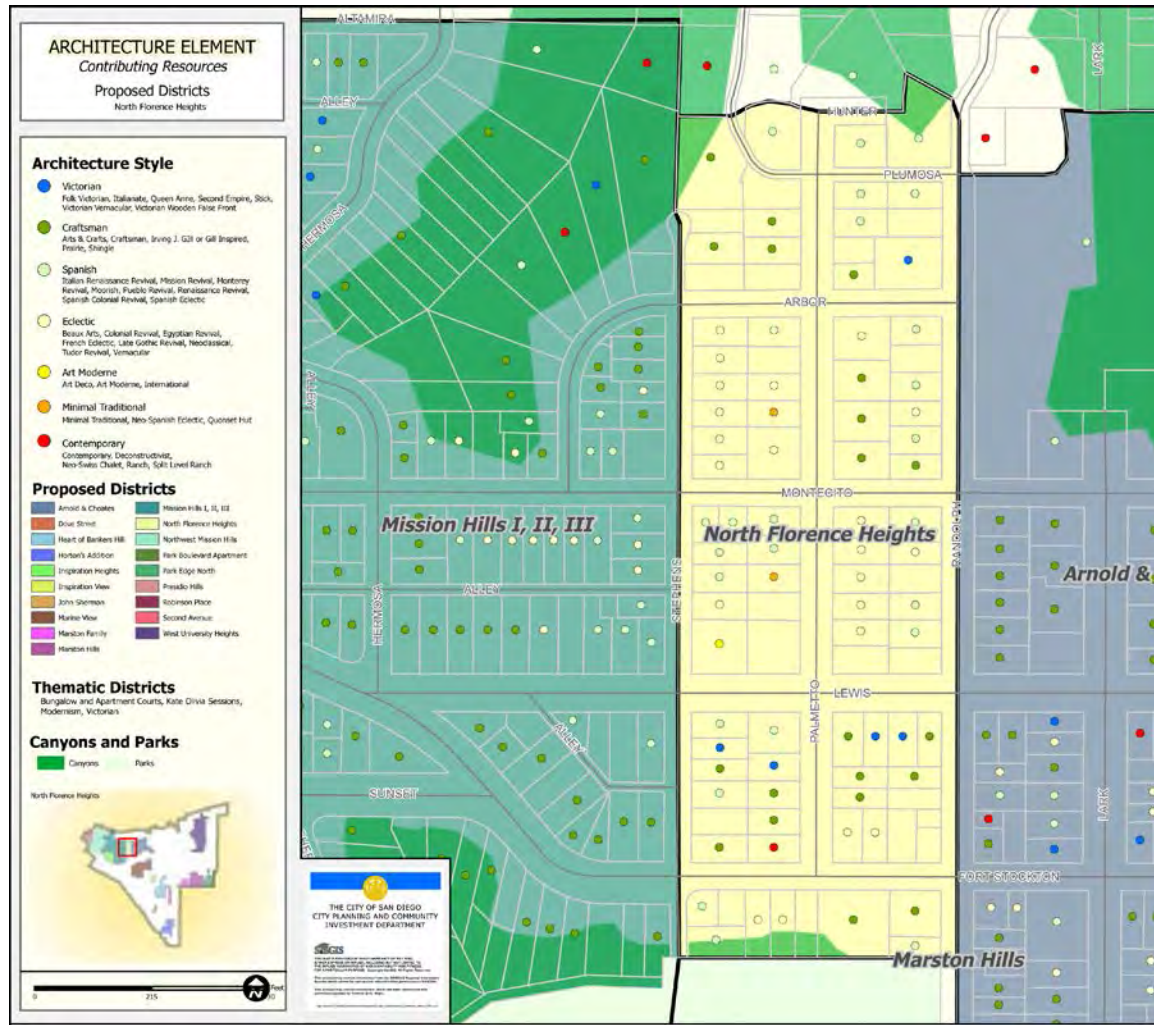 ARCHITECTURE ELEMENT
Contributing Resources
Proposed Districts
North Florence Heights
Architecture Style
Victorian
Folk Victorian, Italianate, Queen Anne, Second Empire, Stick,
Victorian Vernacular, Victorian Wooden False Front
Craftsman
Arts & Crafts, Craftsman, Irving J. Gill or Gill Inspired,
Prairie, Shingle
Spanish
Italian Renaissance Revival, Mission Revival, Monterey
Revival, Moorish, Pueblo Revival, Renaissance Revival,
Spanish Colonial Revival, Spanish Eclectic
Eclectic
Beaux Arts, Colonial Revival, Egyptian Revival,
French Eclectic, Late Gothic Revival, Neoclassical,
Tudor Revival, Vernacular
Art Moderne
Art Deco, Art Moderne, International
Minimal Traditional
Minimal Traditional, Neo-Spanish Eclectic, Quonset Hut
Contemporary
Contemporary, Deconstructivist,
Neo-Swiss Chalet, Ranch, Split Level Ranch
Proposed Districts
Arnold & Choates
Dove Street
Heart of Bankers Hill
Horton's Addition
Inspiration Heights
Inspiration View
John Sherman
Marine View
Marston Family
Marston Hills
Mission Hills I, II, III
North Florence Heights
Northwest Mission Hills
Park Boulevard Apartment
Park Edge North
Presidio Hills
Robinson Place
Second Avenue
West University Heights
Thematic Districts
Bungalow and Apartment Courts, Kate Olivia Sessions,
Modernism, Victorian
Canyons and Parks
Canyons
Parks
North Florence Heights
0
215
Feet
N
ALTAMIRA
ALLEY
HERMOSA
LARK
HUNTER
PLUMOSA
ARBOR
ALLEY
MONTECITO
Mission Hills I, II, III
North Florence Heights
RANDOLPH
Arnold &
ALLEY
STEPHENS
HERMOSA
LEWIS
PALMETTO
ALLEY
SUNSET
LARK
FORT STOCKTON
Marston Hills
THE CITY OF SAN DIEGO
CITY PLANNING AND COMMUNITY
INVESTMENT DEPARTMENT